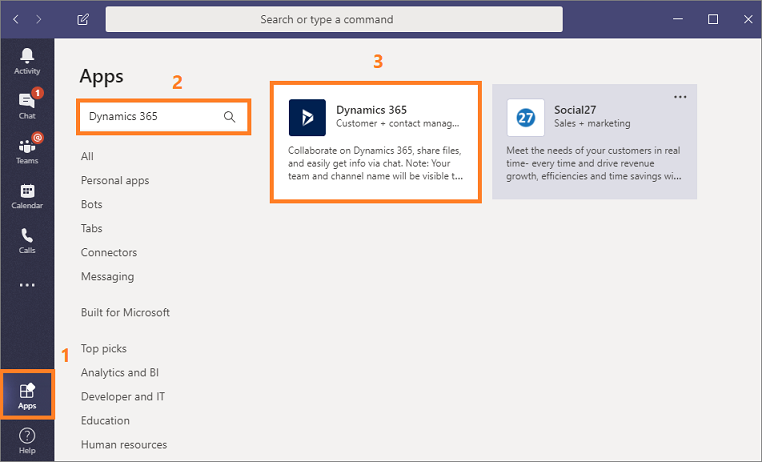 Search or type a command
Activity
Chat
1
Teams
@
Calendar
Calls
Apps
Help
1
Apps
2
Dynamics 365
All
Personal apps
Bots
Tabs
Connectors
Messaging
Built for Microsoft
Top picks
Analytics and BI
Developer and IT
Education
Human resources
3
Dynamics 365
Customer + contact manag...
Collaborate on Dynamics 365, share files,
and easily get info via chat. Note: Your
team and channel name will be visible t...
27
Social27
Sales + marketing
Meet the needs of your customers in real
time- every time and drive revenue
growth, efficiencies and time savings wi...